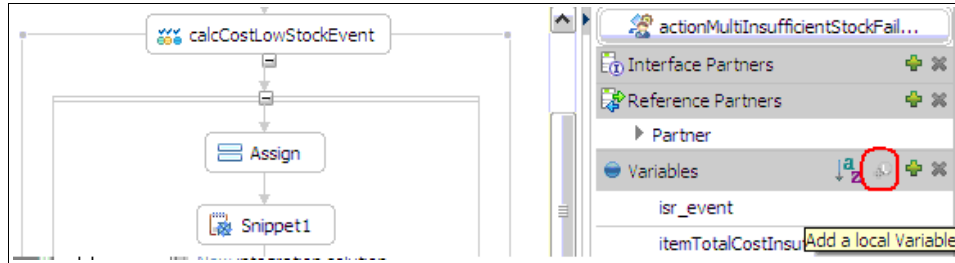 calcCostLowStockEvent
Assign
Snippet1
actionMultiInsufficientStockFail...
Interface Partners
Reference Partners
Partner
Variables
isr_event
itemTotalCostInsu
Add a local Variable